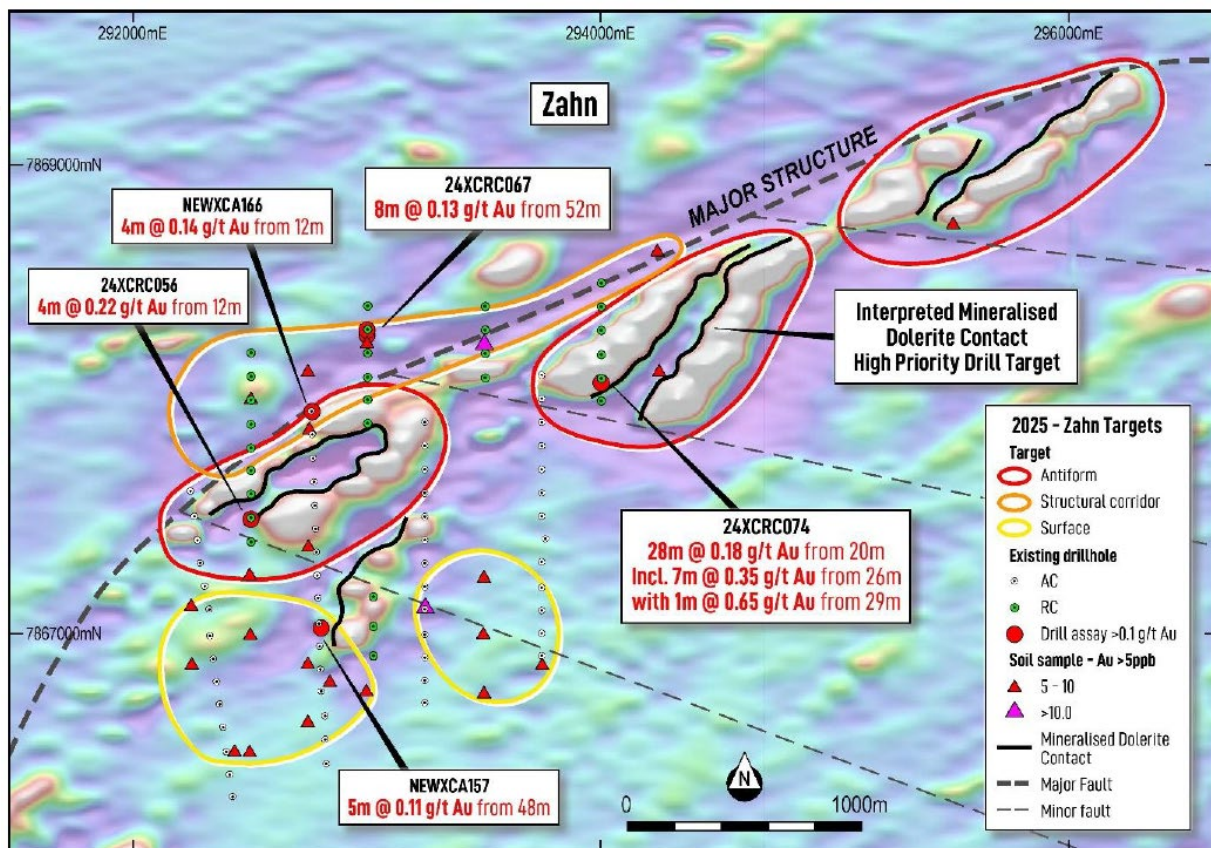 292000mE
294000mE
296000mE
Zahn
7869000mN
MAJOR STRUCTURE
24XCRC067
8m @ 0.13 g/t Au from 52m
NEWXCA166
4m @ 0.14 g/t Au from 12m
24XCRC056
4m @ 0.22 g/t Au from 12m
Interpreted Mineralised
Dolerite Contact
High Priority Drill Target
24XCRC074
28m @ 0.18 g/t Au from 20m
Incl. 7m @ 0.35 g/t Au from 26m
with 1m @ 0.65 g/t Au from 29m
7867000mN
NEWXCA157
5m @ 0.11 g/t Au from 48m
N
0
1000m
2025 - Zahn Targets
Target
Antiform
Structural corridor
Surface
Existing drillhole
AC
RC
Drill assay >0.1 g/t Au
Soil sample - Au >5ppb
5 - 10
>10.0
Mineralised Dolerite
Contact
Major Fault
Minor fault